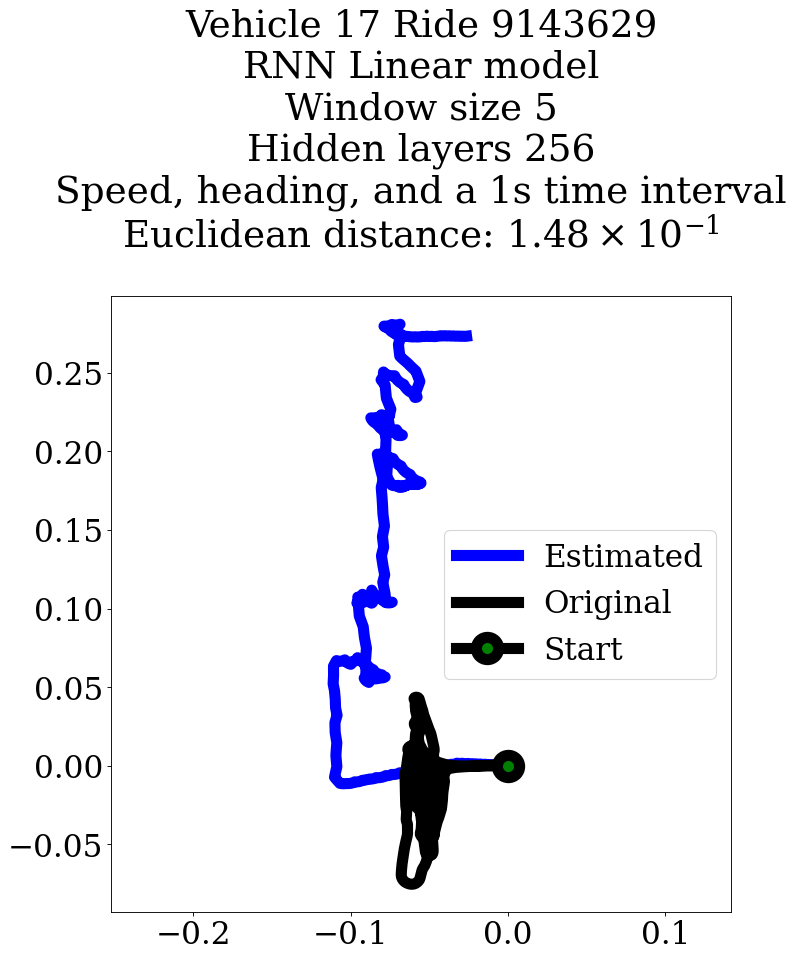 Vehicle 17 Ride 9143629
RNN Linear model
Window size 5
Hidden layers 256
Speed, heading, and a 1s time interval
Euclidean distance: 1.48 × 10⁻¹
0.25
0.20
0.15
0.10
0.05
0.00
−0.05
Estimated
Original
Start
−0.2
−0.1
0.0
0.1